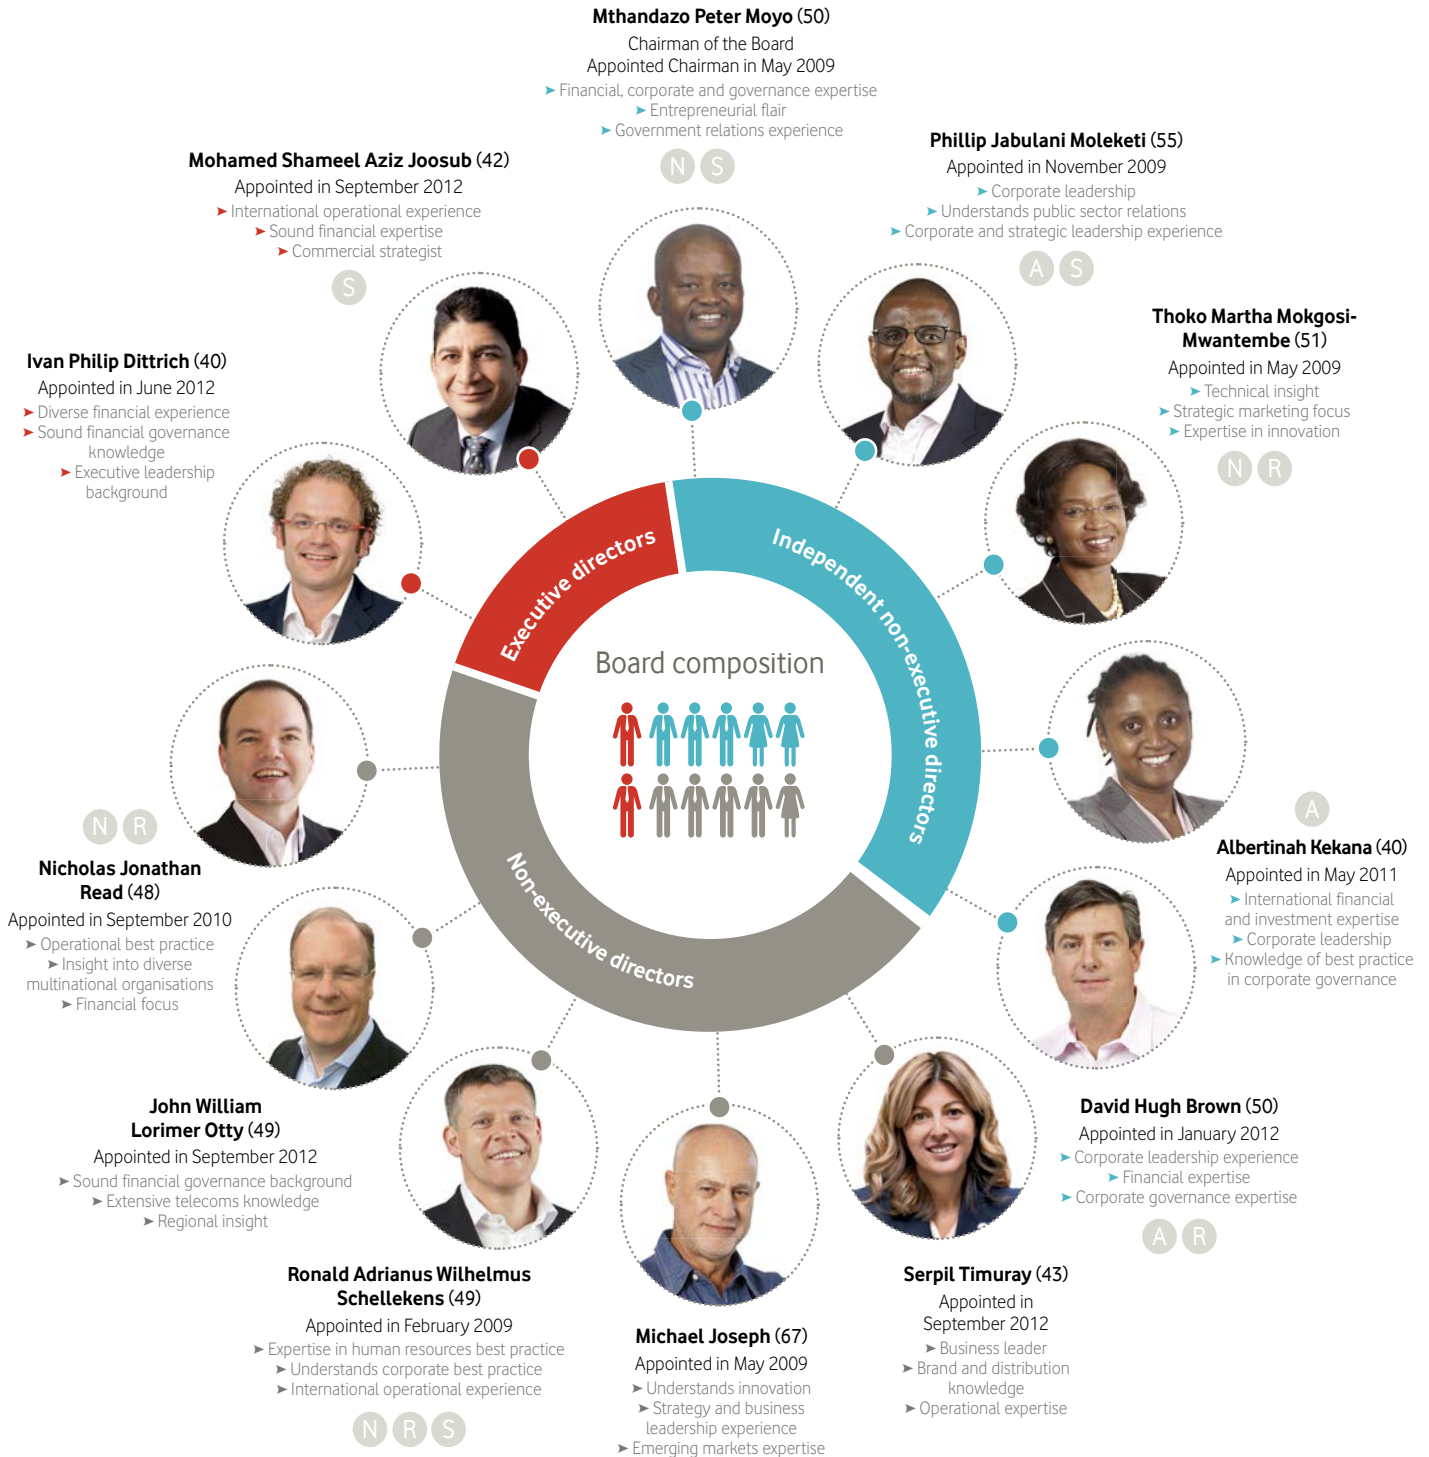 Mthandazo Peter Moyo (50)
Chairman of the Board
Appointed Chairman in May 2009
➤ Financial, corporate and governance expertise
➤ Entrepreneurial flair
➤ Government relations experience
N S
Phillip Jabulani Moleketi (55)
Appointed in November 2009
➤ Corporate leadership
➤ Understands public sector relations
➤ Corporate and strategic leadership experience
A S
Thoko Martha Mokgosi-
Mwantembe (51)
Appointed in May 2009
➤ Technical insight
➤ Strategic marketing focus
➤ Expertise in innovation
N R
A
Albertinah Kekana (40)
Appointed in May 2011
➤ International financial
and investment expertise
➤ Corporate leadership
➤ Knowledge of best practice
in corporate governance
David Hugh Brown (50)
Appointed in January 2012
➤ Corporate leadership experience
➤ Financial expertise
➤ Corporate governance expertise
A R
Serpil Timuray (43)
Appointed in
September 2012
➤ Business leader
➤ Brand and distribution
knowledge
➤ Operational expertise
Michael Joseph (67)
Appointed in May 2009
➤ Understands innovation
➤ Strategy and business
leadership experience
➤ Emerging markets expertise
Ronald Adrianus Wilhelmus
Schellekens (49)
Appointed in February 2009
➤ Expertise in human resources best practice
➤ Understands corporate best practice
➤ International operational experience
N R S
John William
Lorimer Otty (49)
Appointed in September 2012
➤ Sound financial governance background
➤ Extensive telecoms knowledge
➤ Regional insight
N R
Nicholas Jonathan
Read (48)
Appointed in September 2010
➤ Operational best practice
➤ Insight into diverse
multinational organisations
➤ Financial focus
Ivan Philip Dittrich (40)
Appointed in June 2012
➤ Diverse financial experience
➤ Sound financial governance
knowledge
➤ Executive leadership
background
Mohamed Shameel Aziz Joosub (42)
Appointed in September 2012
➤ International operational experience
➤ Sound financial expertise
➤ Commercial strategist
S
Executive directors
Independent non-executive directors
Non-executive directors
Board composition